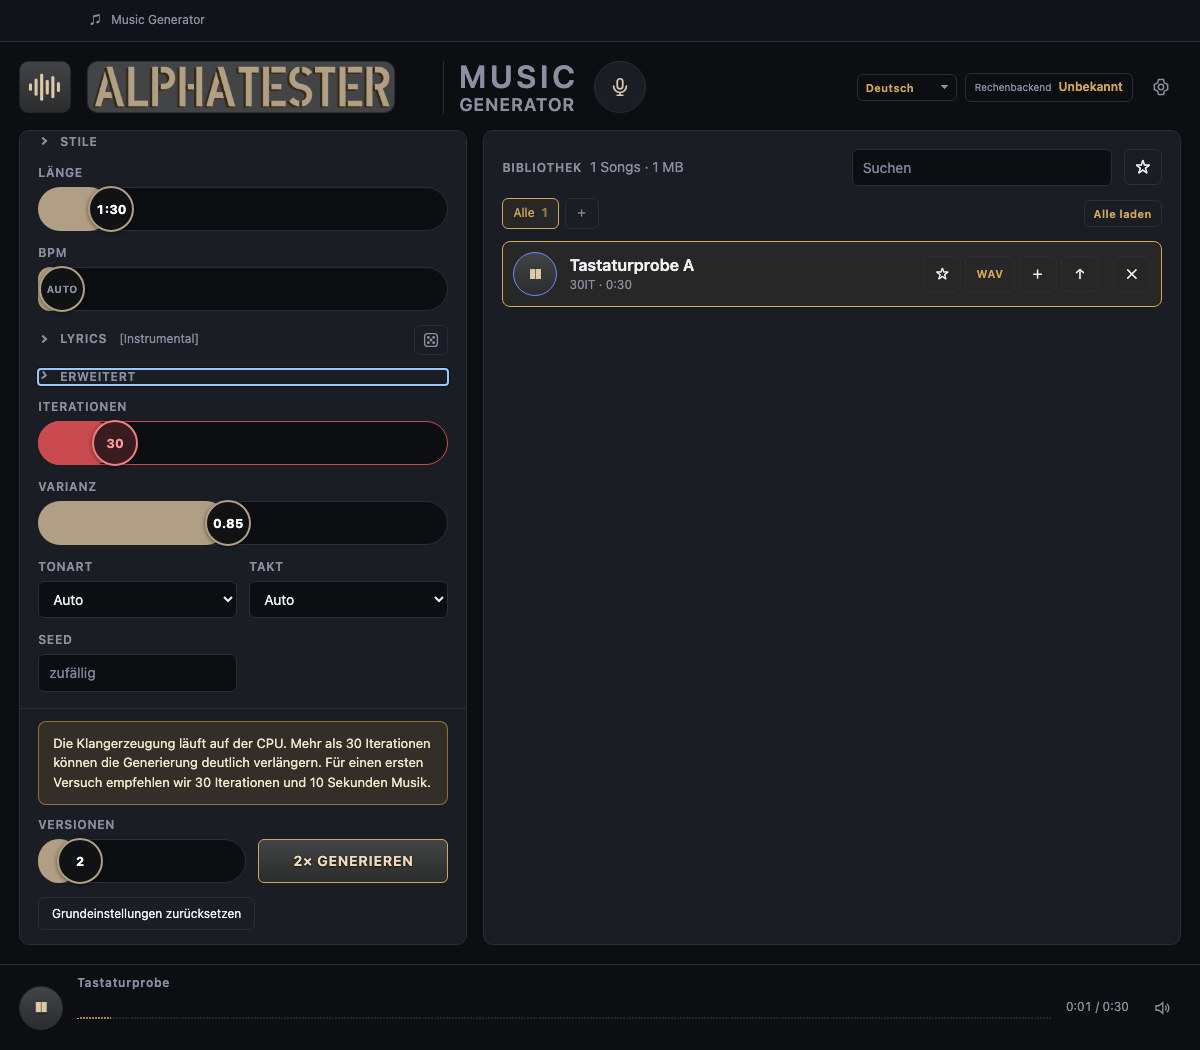 Music Generator
ALPHATESTER
MUSIC
GENERATOR
Deutsch
Rechenbackend Unbekannt
STILE
LÄNGE
1:30
BPM
AUTO
LYRICS [Instrumental]
ERWEITERT
ITERATIONEN
30
VARIANZ
0.85
TONART TAKT
Auto Auto
SEED
zufällig
Die Klangerzeugung läuft auf der CPU. Mehr als 30 Iterationen
können die Generierung deutlich verlängern. Für einen ersten
Versuch empfehlen wir 30 Iterationen und 10 Sekunden Musik.
VERSIONEN
2
2× GENERIEREN
Grundeinstellungen zurücksetzen
BIBLIOTHEK 1 Songs · 1 MB
Suchen
Alle 1
+
Alle laden
Tastaturprobe A
30IT · 0:30
WAV
+
Tastaturprobe
0:01 / 0:30